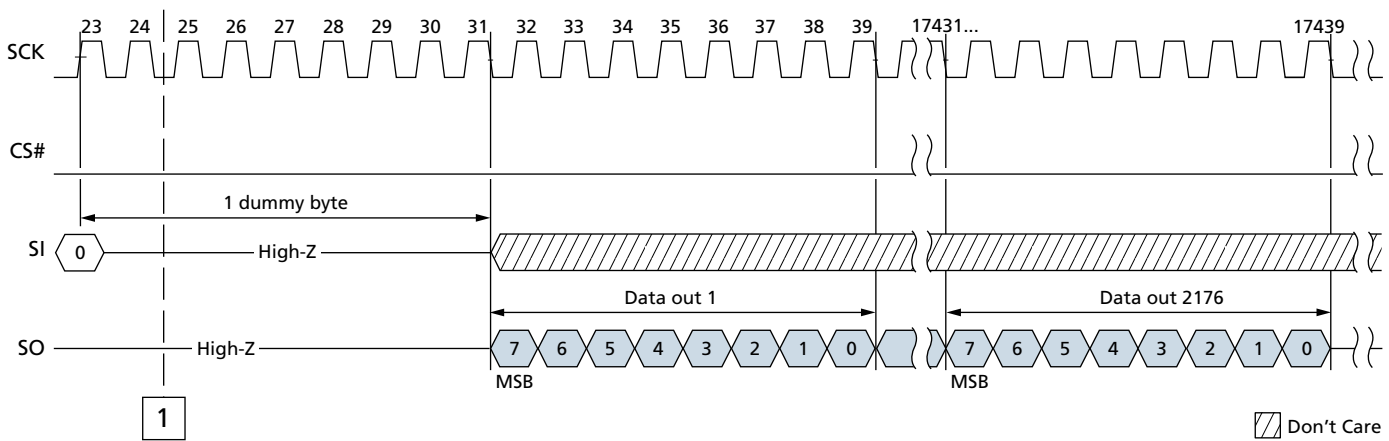 23 24 25 26 27 28 29 30 31 32 33 34 35 36 37 38 39 17431... 17439
SCK
CS#
1 dummy byte
SI 0 High-Z
Data out 1 Data out 2176
SO High-Z 7 6 5 4 3 2 1 0 7 6 5 4 3 2 1 0
MSB MSB
1
Don't Care